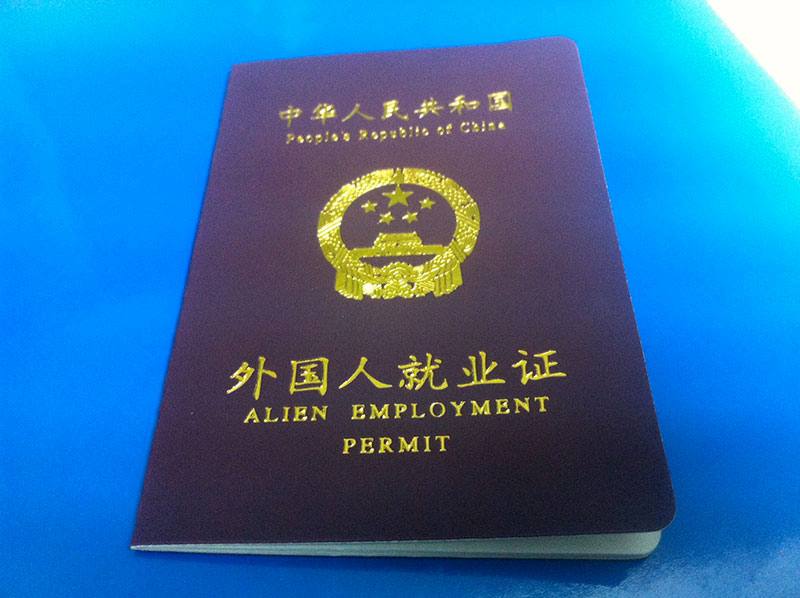 中华人民共和国
People's Republic of China
外国人就业证
ALIEN EMPLOYMENT
PERMIT